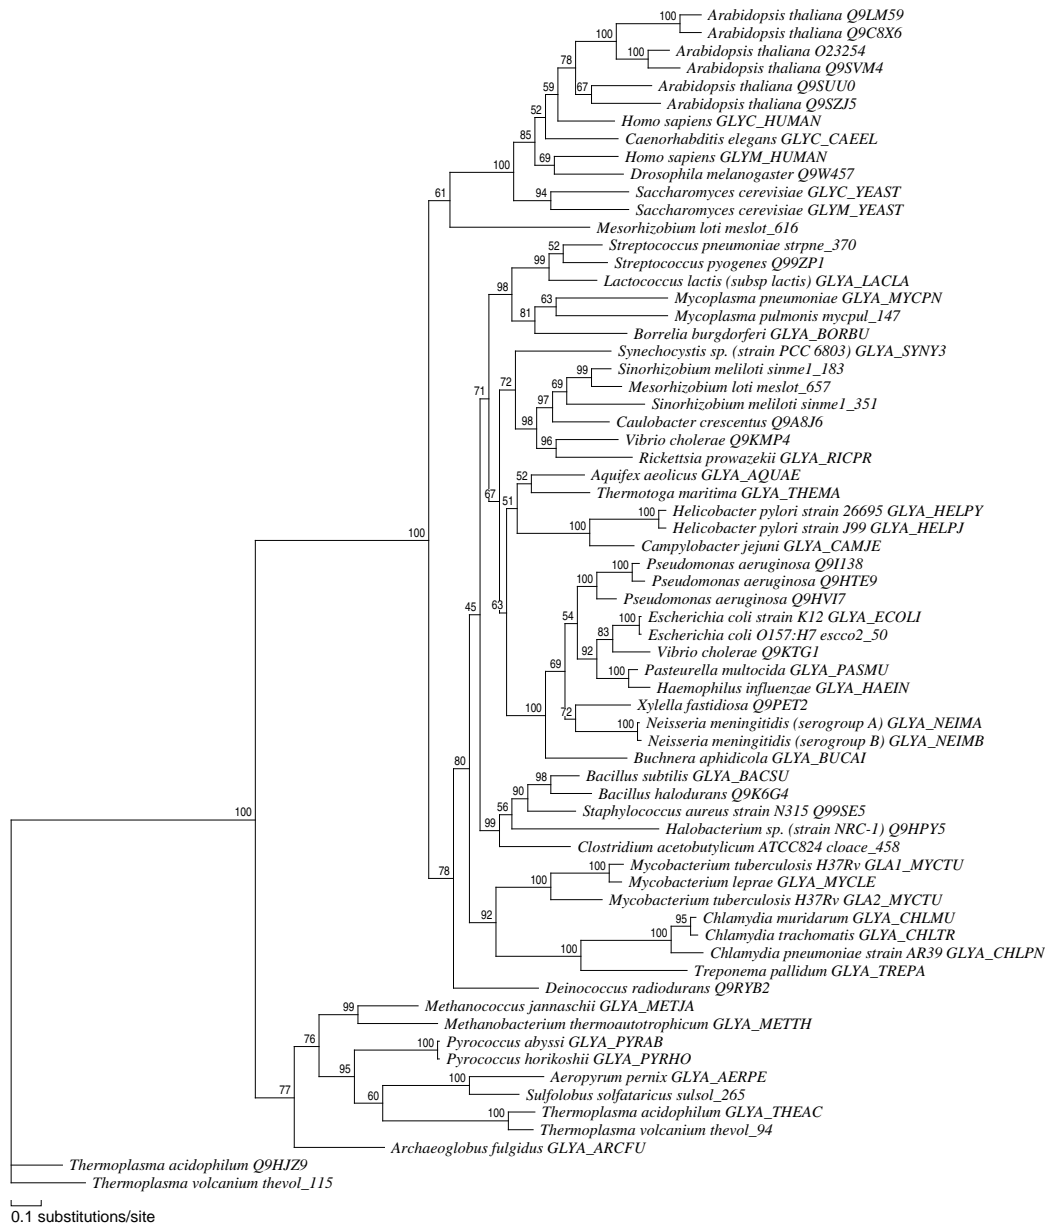 100 Arabidopsis thaliana Q9LM59
100 Arabidopsis thaliana Q9C8X6
100 Arabidopsis thaliana O23254
78 Arabidopsis thaliana Q9SVM4
59 67 Arabidopsis thaliana Q9SUU0
52 Arabidopsis thaliana Q9SZJ5
Homo sapiens GLYC_HUMAN
85 Caenorhabditis elegans GLYC_CAEEL
69 Homo sapiens GLYM_HUMAN
100 Drosophila melanogaster Q9W457
61 94 Saccharomyces cerevisiae GLYC_YEAST
Saccharomyces cerevisiae GLYM_YEAST
Mesorhizobium loti meslot_616
52 Streptococcus pneumoniae strpne_370
99 Streptococcus pyogenes Q99ZP1
98 Lactococcus lactis (subsp lactis) GLYA_LACLA
63 Mycoplasma pneumoniae GLYA_MYCPN
81 Mycoplasma pulmonis mycpul_147
Borrelia burgdorferi GLYA_BORBU
Synechocystis sp. (strain PCC 6803) GLYA_SYNY3
99 Sinorhizobium meliloti sinme1_183
71 72 69 Mesorhizobium loti meslot_657
97 Sinorhizobium meliloti sinme1_351
98 Caulobacter crescentus Q9A8J6
96 Vibrio cholerae Q9KMP4
Rickettsia prowazekii GLYA_RICPR
52 Aquifex aeolicus GLYA_AQUAE
67 51 Thermotoga maritima GLYA_THEMA
100 Helicobacter pylori strain 26695 GLYA_HELPY
100 Helicobacter pylori strain J99 GLYA_HELPJ
100 Campylobacter jejuni GLYA_CAMJE
100 Pseudomonas aeruginosa Q9I138
100 Pseudomonas aeruginosa Q9HTE9
45 63 Pseudomonas aeruginosa Q9HVI7
54 100 Escherichia coli strain K12 GLYA_ECOLI
83 Escherichia coli O157:H7 escco2_50
92 Vibrio cholerae Q9KTG1
69 100 Pasteurella multocida GLYA_PASMU
Haemophilus influenzae GLYA_HAEIN
100 72 Xylella fastidiosa Q9PET2
100 Neisseria meningitidis (serogroup A) GLYA_NEIMA
Neisseria meningitidis (serogroup B) GLYA_NEIMB
80 Buchnera aphidicola GLYA_BUCAI
98 Bacillus subtilis GLYA_BACSU
90 Bacillus halodurans Q9K6G4
100 56 Staphylococcus aureus strain N315 Q99SE5
99 Halobacterium sp. (strain NRC-1) Q9HPY5
Clostridium acetobutylicum ATCC824 cloace_458
78 100 Mycobacterium tuberculosis H37Rv GLA1_MYCTU
100 Mycobacterium leprae GLYA_MYCLE
Mycobacterium tuberculosis H37Rv GLA2_MYCTU
92 95 Chlamydia muridarum GLYA_CHLMU
100 Chlamydia trachomatis GLYA_CHLTR
100 Chlamydia pneumoniae strain AR39 GLYA_CHLPN
Treponema pallidum GLYA_TREPA
Deinococcus radiodurans Q9RYB2
99 Methanococcus jannaschii GLYA_METJA
Methanobacterium thermoautotrophicum GLYA_METTH
76 100 Pyrococcus abyssi GLYA_PYRAB
95 Pyrococcus horikoshii GLYA_PYRHO
77 100 Aeropyrum pernix GLYA_AERPE
60 Sulfolobus solfataricus sulsol_265
100 Thermoplasma acidophilum GLYA_THEAC
Thermoplasma volcanium thevol_94
Archaeoglobus fulgidus GLYA_ARCFU
Thermoplasma acidophilum Q9HJZ9
Thermoplasma volcanium thevol_115
0.1 substitutions/site